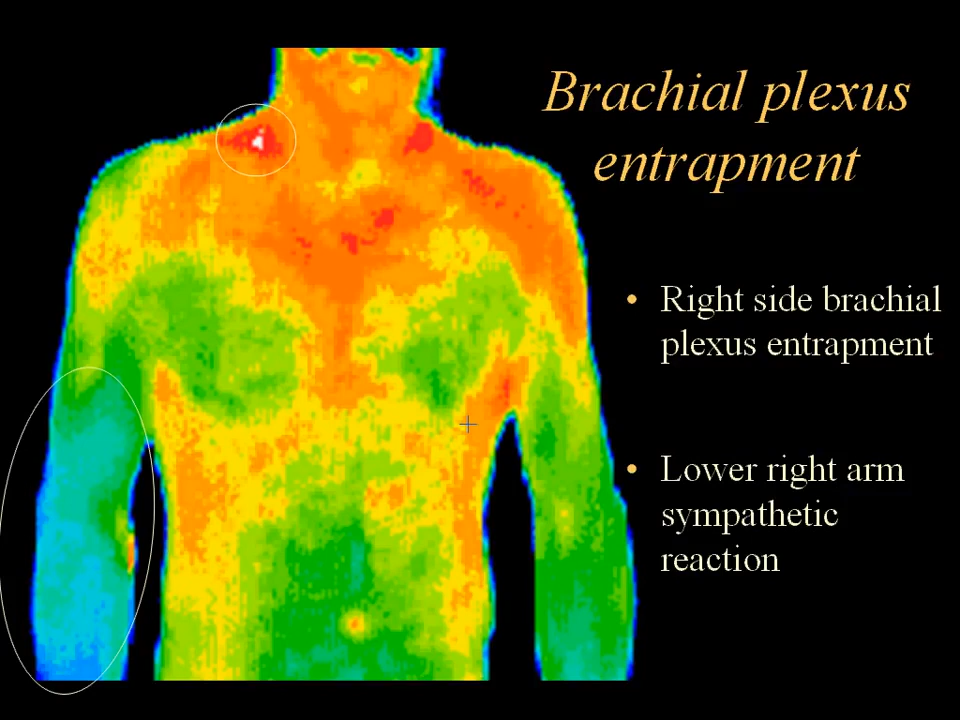 Brachial plexus
entrapment
• Right side brachial
plexus entrapment
• Lower right arm
sympathetic
reaction